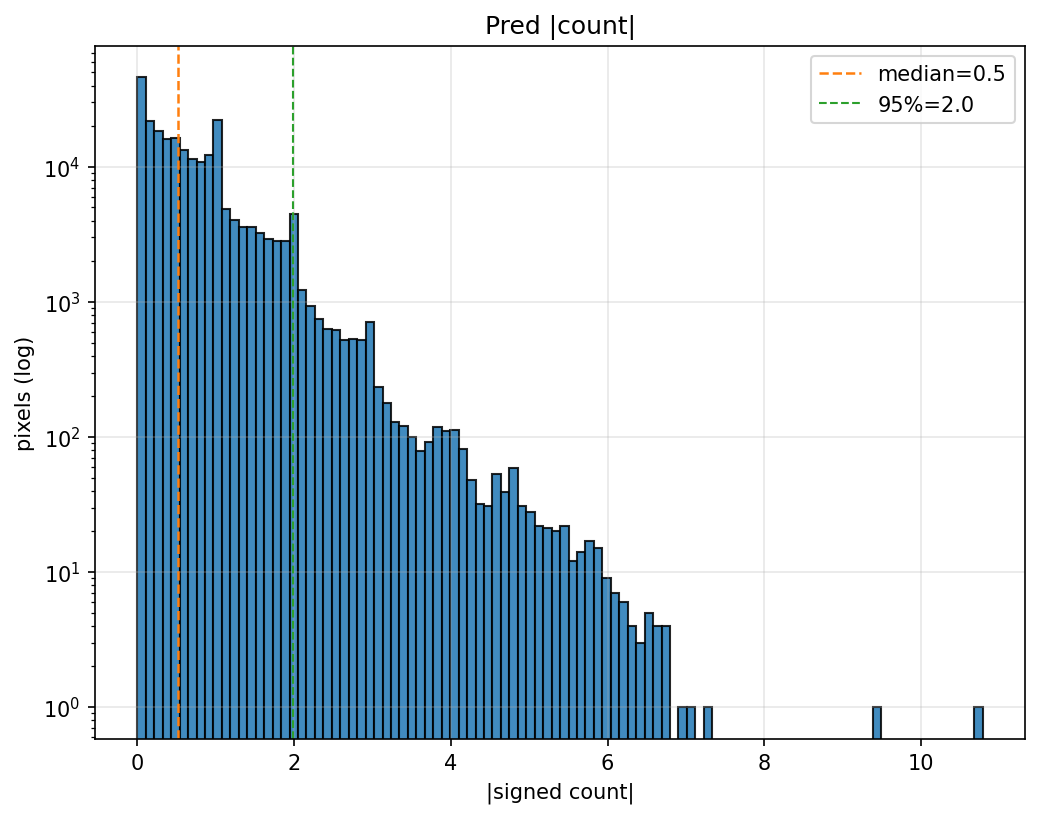 Pred |count|
median=0.5
95%=2.0
pixels (log)
10⁴
10³
10²
10¹
10⁰
0 2 4 6 8 10
|signed count|